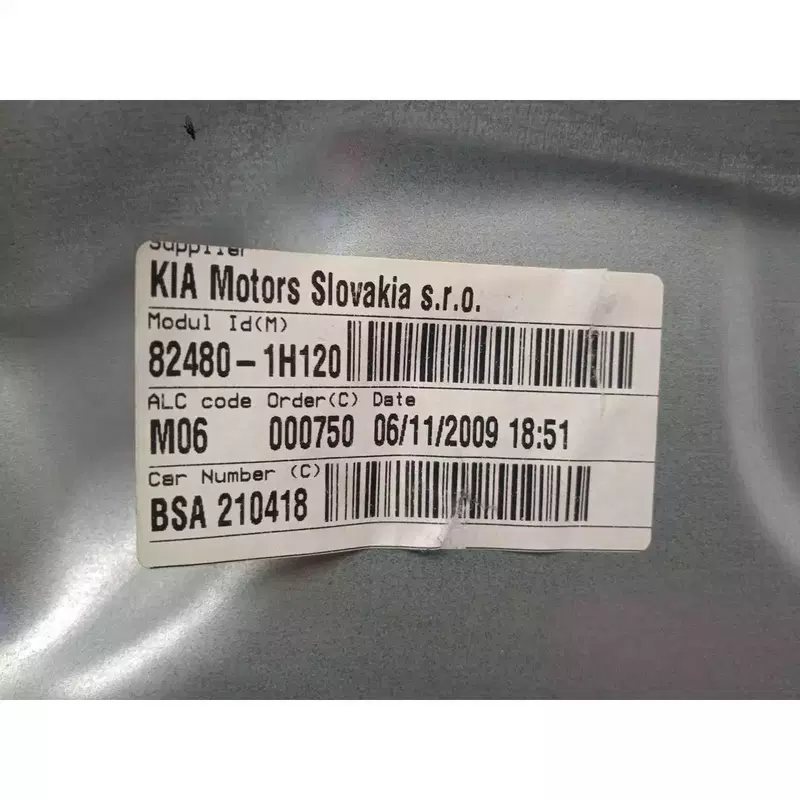 Supplier
KIA Motors Slovakia s.r.o.
Modul Id(M)
82480-1H120
ALC code Order(C) Date
M06 000750 06/11/2009 18:51
Car Number (C)
BSA 210418